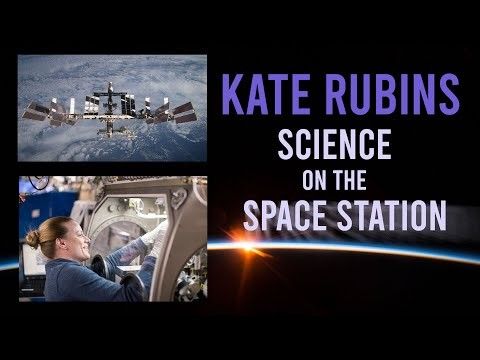 KATE RUBINS
SCIENCE
ON THE
SPACE STATION